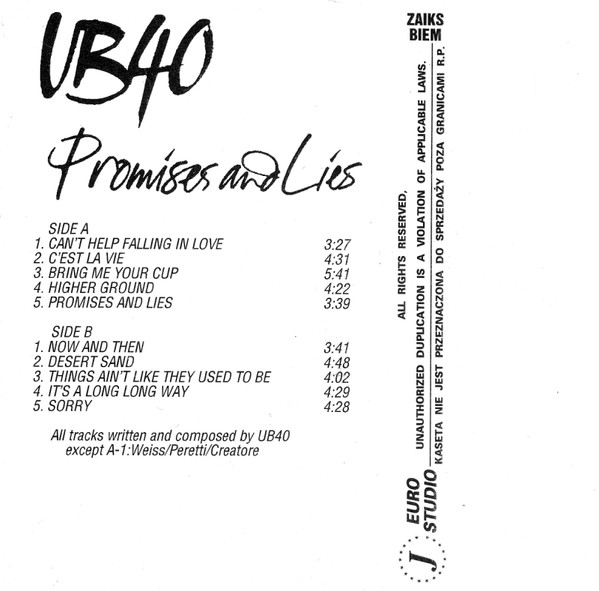 UB40
Promises and Lies
SIDE A
1. CAN'T HELP FALLING IN LOVE 3:27
2. C'EST LA VIE 4:31
3. BRING ME YOUR CUP 5:41
4. HIGHER GROUND 4:22
5. PROMISES AND LIES 3:39
SIDE B
1. NOW AND THEN 3:41
2. DESERT SAND 4:48
3. THINGS AIN'T LIKE THEY USED TO BE 4:02
4. IT'S A LONG LONG WAY 4:29
5. SORRY 4:28
All tracks written and composed by UB40
except A-1:Weiss/Peretti/Creatore
ZAIKS
BIEM
ALL RIGHTS RESERVED,
UNAUTHORIZED DUPLICATION IS A VIOLATION OF APPLICABLE LAWS.
KASETA NIE JEST PRZEZNACZONA DO SPRZEDAŻY POZA GRANICAMI R.P.
EURO
STUDIO
J